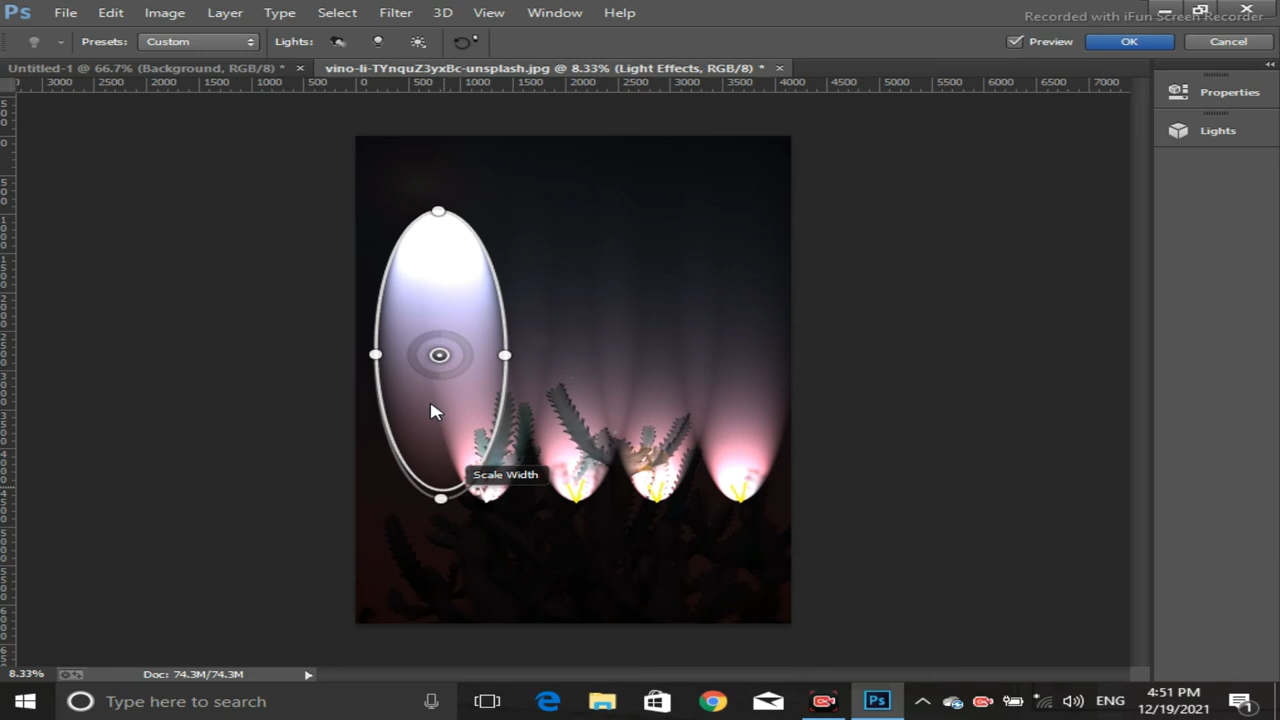 Ps File Edit Image Layer Type Select Filter 3D View Window Help
Recorded with iFun Screen Recorder
Presets: Custom Lights: Preview OK Cancel
Untitled-1 @ 66.7% (Background, RGB/8) * × vino-li-TYnquZ3yxBc-unsplash.jpg @ 8.33% (Light Effects, RGB/8) * ×
3000 2500 2000 1500 1000 500 0 500 1000 1500 2000 2500 3000 3500 4000 4500 5000 5500 6000 6500 7000
Properties
Lights
Scale Width
8.33% Doc: 74.3M/74.3M
Type here to search
Ps
ENG
4:51 PM
12/19/2021
1